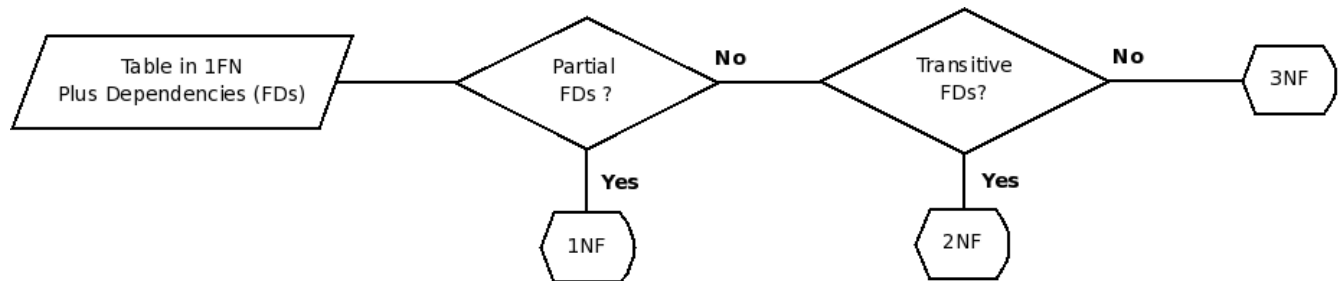 Table in 1FN
Plus Dependencies (FDs)
Partial
FDs ?
No
Yes
1NF
Transitive
FDs?
No
Yes
2NF
3NF